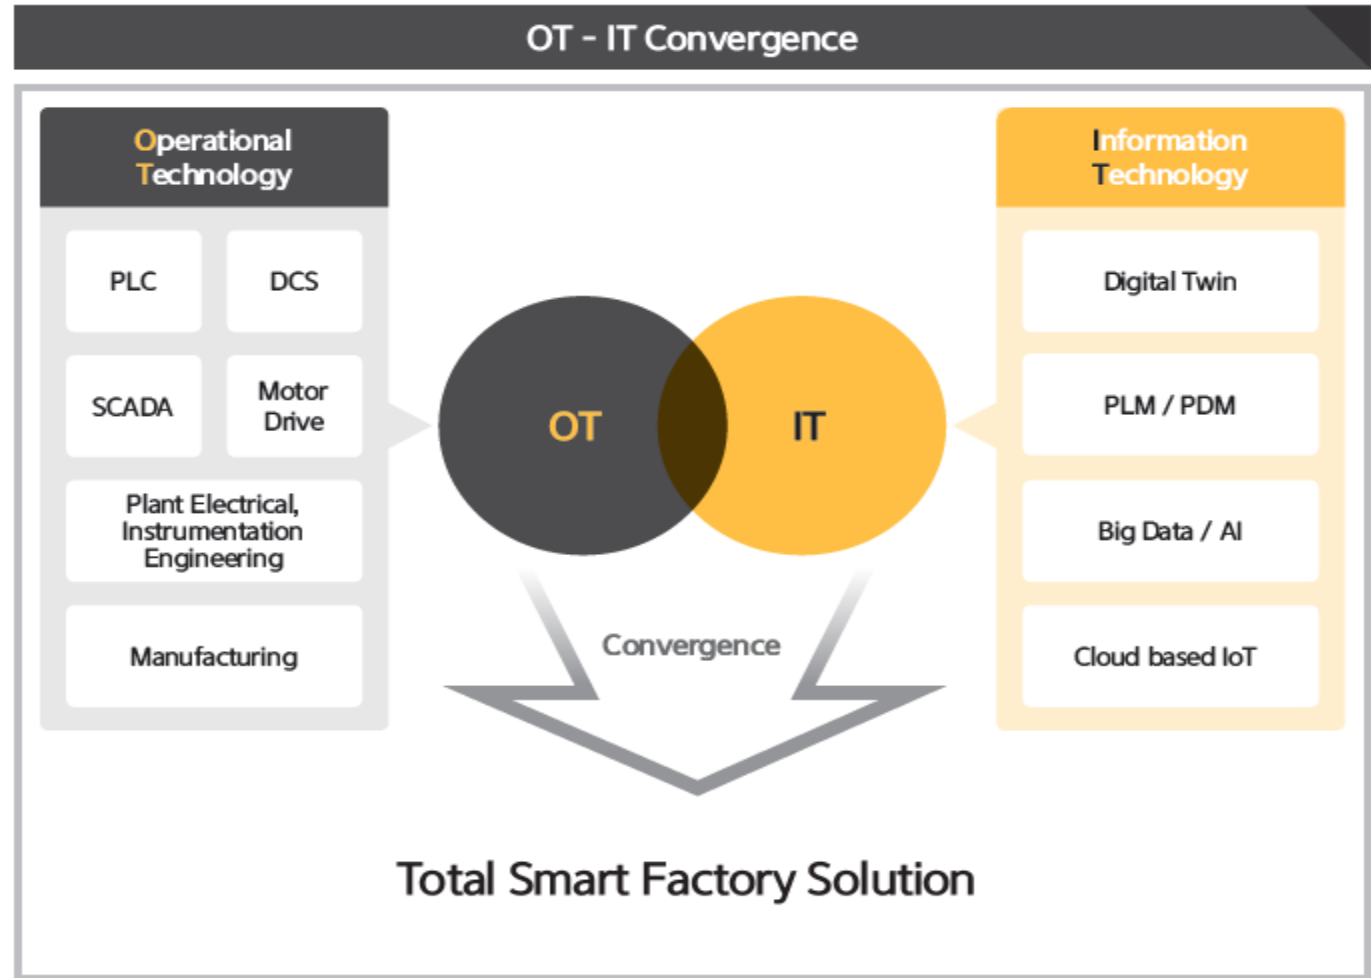 OT - IT Convergence
Operational
Technology
PLC
DCS
SCADA
Motor
Drive
Plant Electrical,
Instrumentation
Engineering
Manufacturing
OT
IT
Convergence
Information
Technology
Digital Twin
PLM / PDM
Big Data / AI
Cloud based IoT
Total Smart Factory Solution